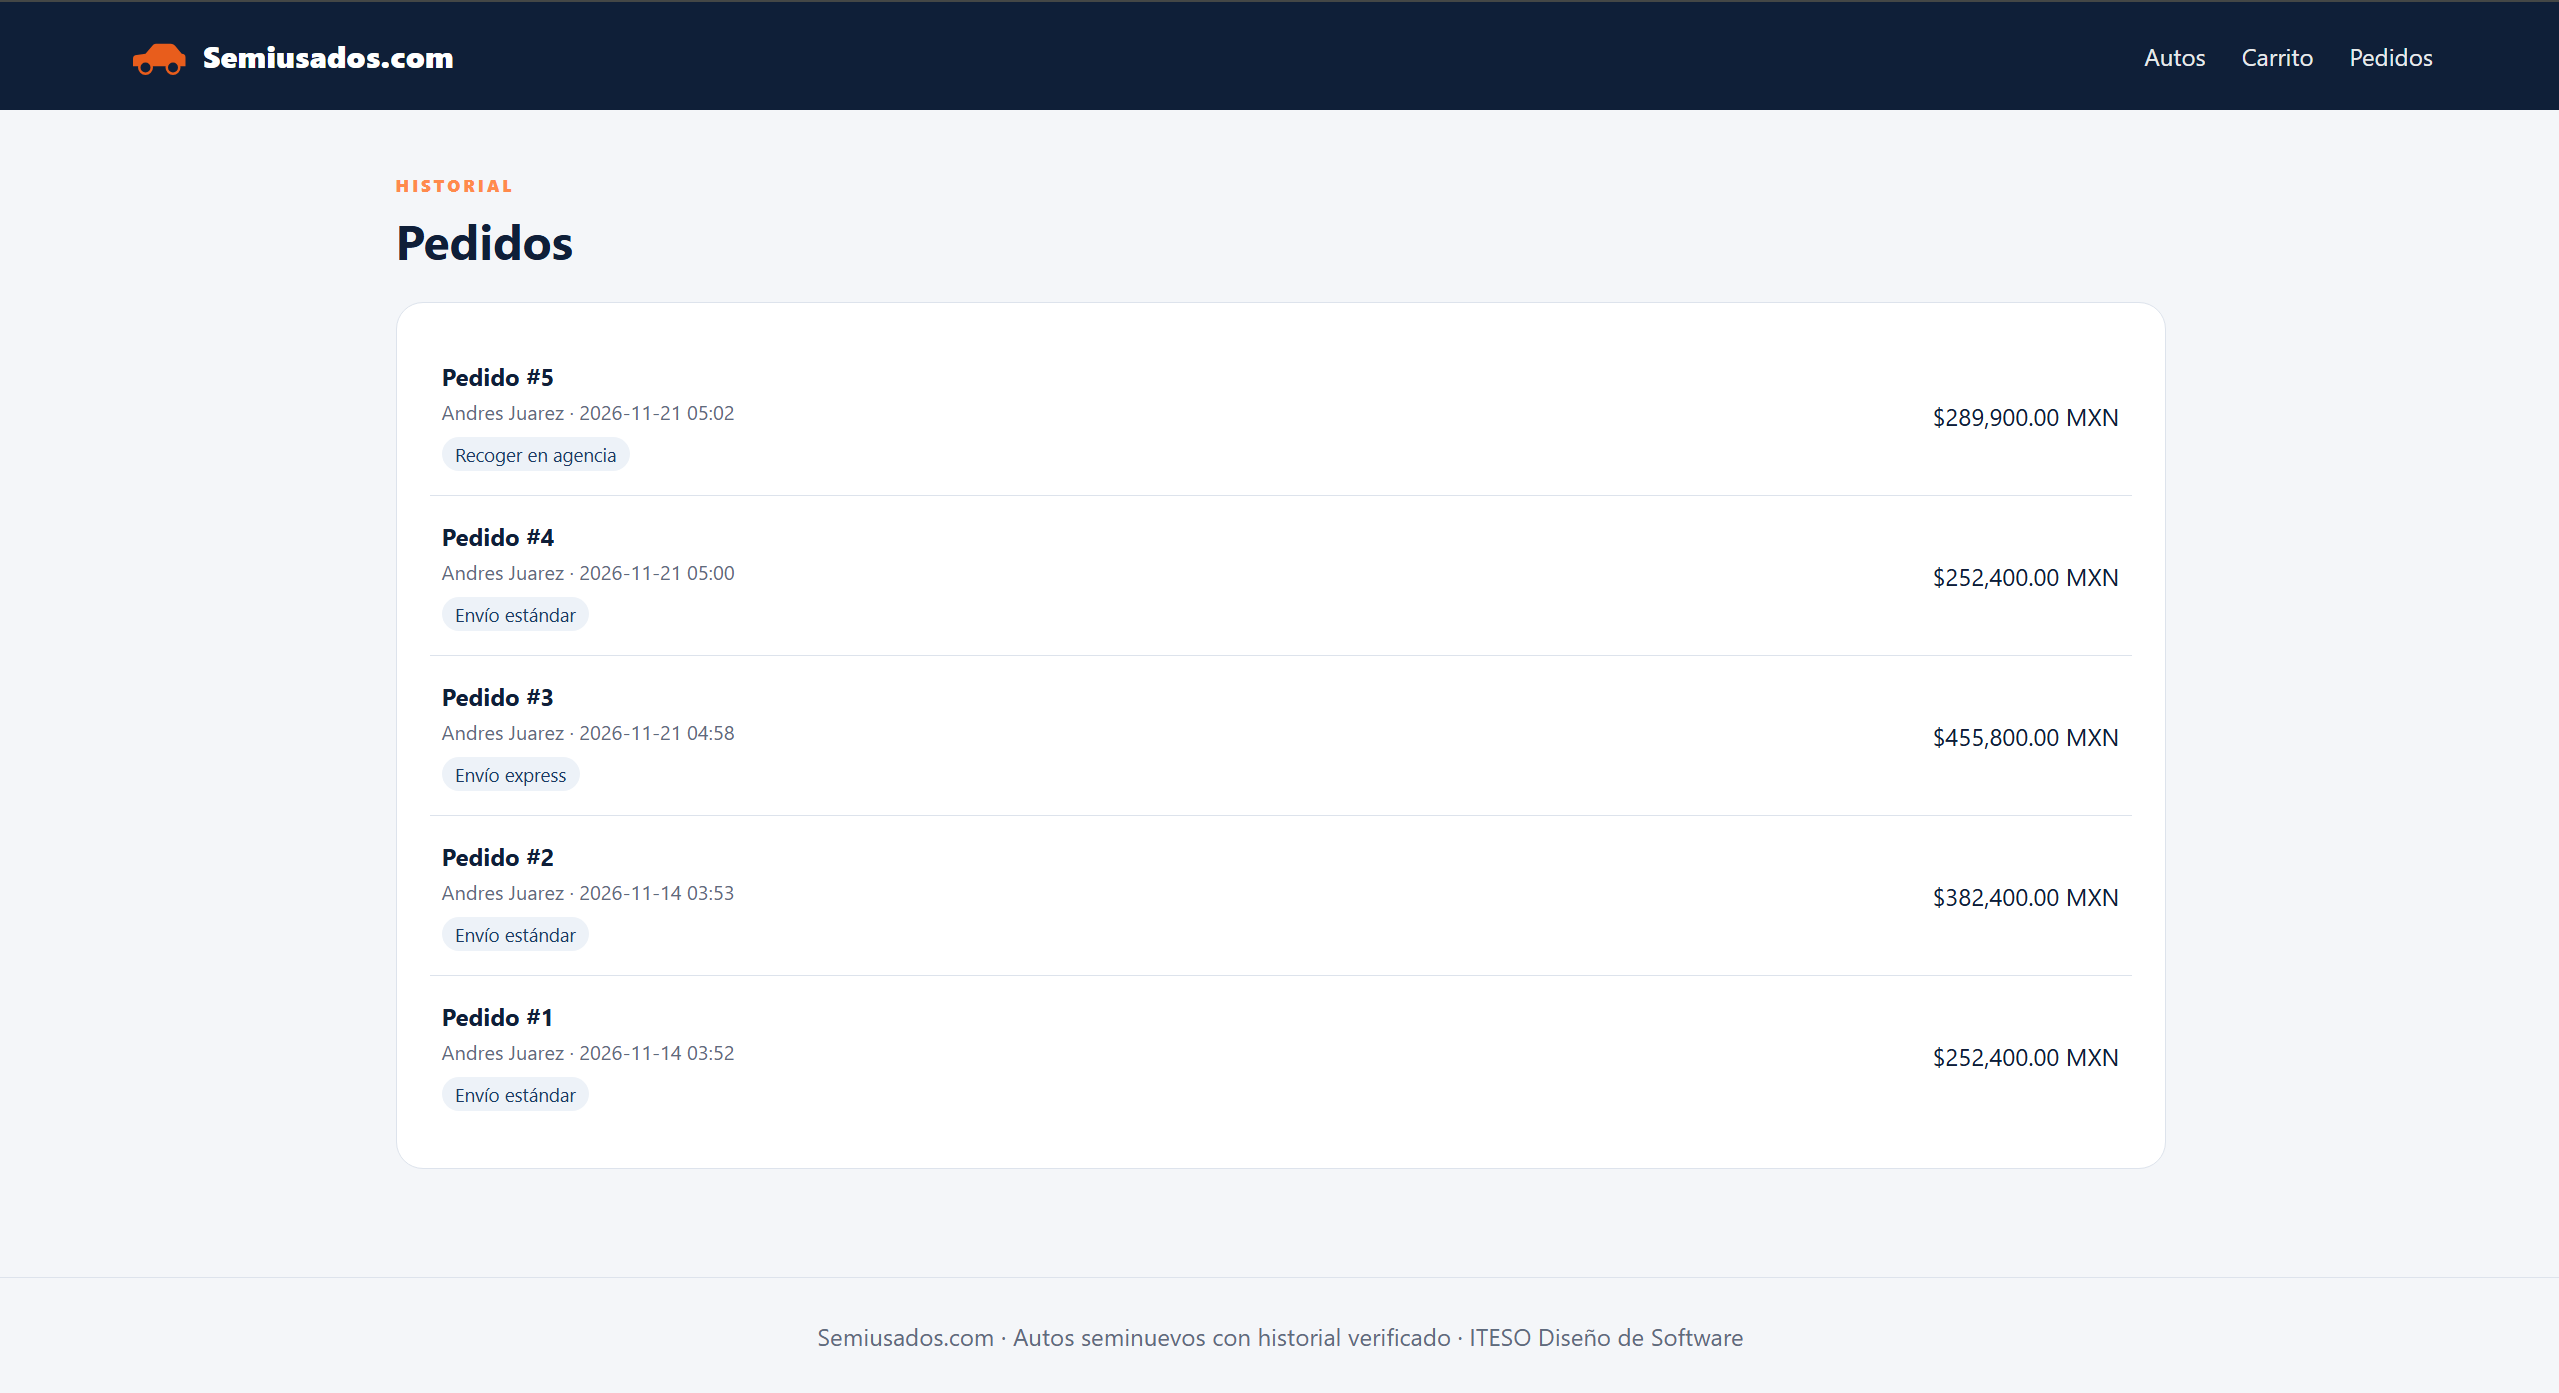 Semiusados.com
Autos Carrito Pedidos
HISTORIAL
Pedidos
Pedido #5
Andres Juarez · 2026-11-21 05:02
Recoger en agencia
$289,900.00 MXN
Pedido #4
Andres Juarez · 2026-11-21 05:00
Envío estándar
$252,400.00 MXN
Pedido #3
Andres Juarez · 2026-11-21 04:58
Envío express
$455,800.00 MXN
Pedido #2
Andres Juarez · 2026-11-14 03:53
Envío estándar
$382,400.00 MXN
Pedido #1
Andres Juarez · 2026-11-14 03:52
Envío estándar
$252,400.00 MXN
Semiusados.com · Autos seminuevos con historial verificado · ITESO Diseño de Software